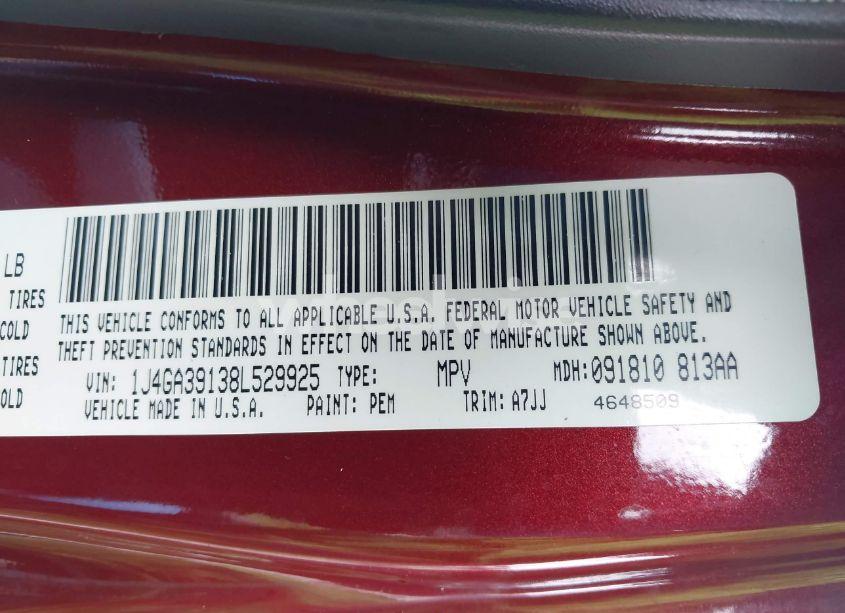 LB
TIRES
COLD
TIRES
OLD
THIS VEHICLE CONFORMS TO ALL APPLICABLE U.S.A. FEDERAL MOTOR VEHICLE SAFETY AND
THEFT PREVENTION STANDARDS IN EFFECT ON THE DATE OF MANUFACTURE SHOWN ABOVE.
VIN: 1J4GA39138L529925 TYPE: MPV MDH:091810 813AA
VEHICLE MADE IN U.S.A. PAINT: PEM TRIM: A7JJ 4648509